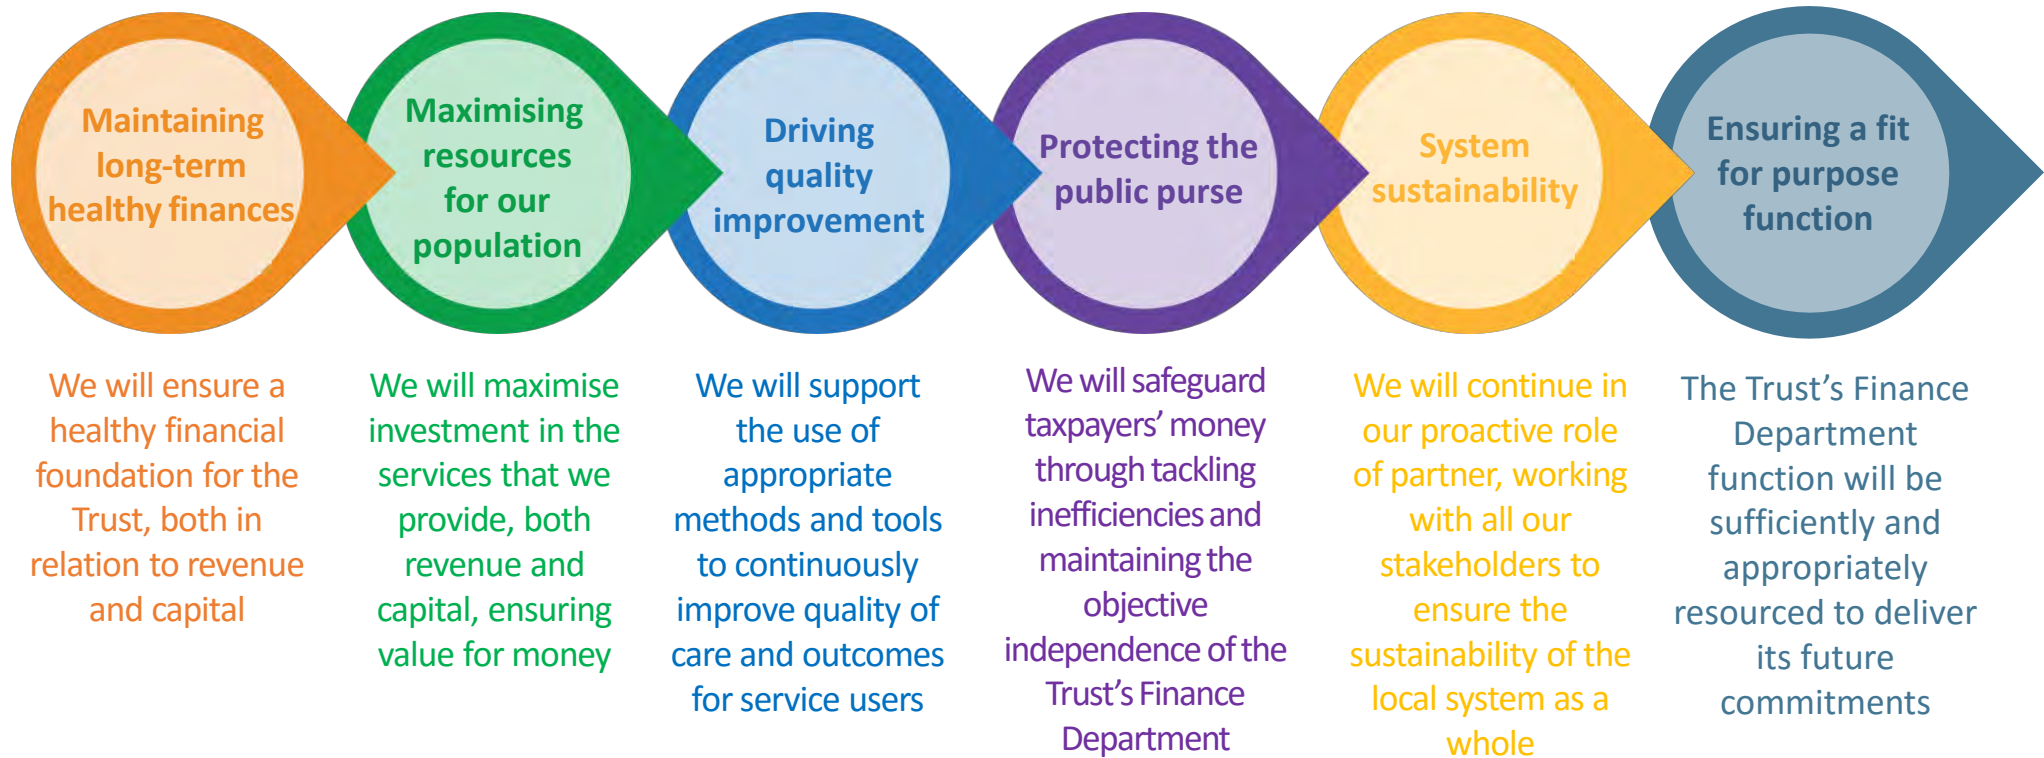 Maintaining
long-term
healthy finances
We will ensure a
healthy financial
foundation for the
Trust, both in
relation to revenue
and capital
Maximising
resources
for our
population
We will maximise
investment in the
services that we
provide, both
revenue and
capital, ensuring
value for money
Driving
quality
improvement
We will support
the use of
appropriate
methods and tools
to continuously
improve quality of
care and outcomes
for service users
Protecting the
public purse
We will safeguard
taxpayers’ money
through tackling
inefficiencies and
maintaining the
objective
independence of the
Trust’s Finance
Department
System
sustainability
We will continue in
our proactive role
of partner, working
with all our
stakeholders to
ensure the
sustainability of the
local system as a
whole
Ensuring a fit
for purpose
function
The Trust’s Finance
Department
function will be
sufficiently and
appropriately
resourced to deliver
its future
commitments